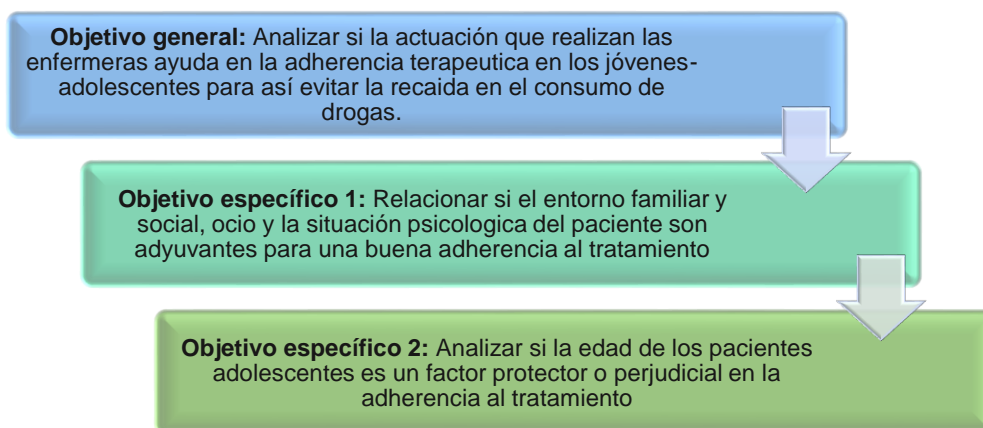 Objetivo general: Analizar si la actuación que realizan las
enfermeras ayuda en la adherencia terapeutica en los jóvenes-
adolescentes para así evitar la recaida en el consumo de
drogas.
Objetivo específico 1: Relacionar si el entorno familiar y
social, ocio y la situación psicologica del paciente son
adyuvantes para una buena adherencia al tratamiento
Objetivo específico 2: Analizar si la edad de los pacientes
adolescentes es un factor protector o perjudicial en la
adherencia al tratamiento